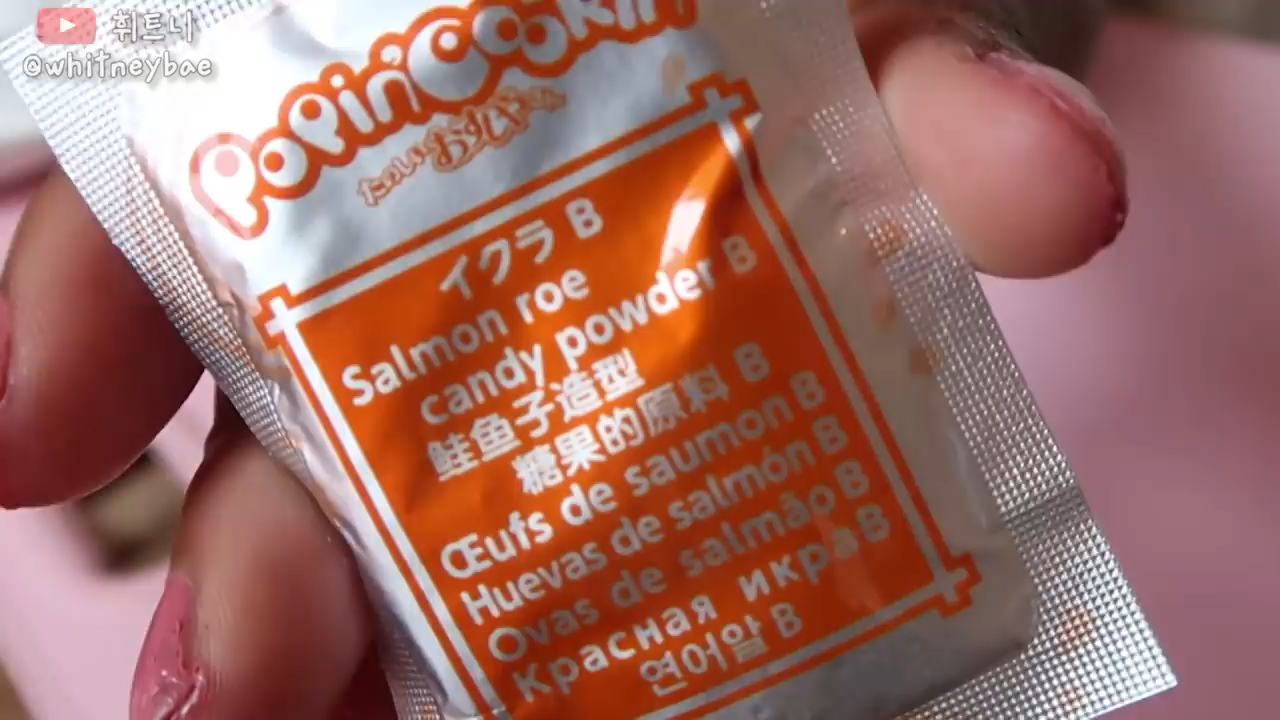 휘트니
@whitneybae
Popin'Cookin'
たのしいおすしやさん
イクラ B
Salmon roe
candy powder B
鲑鱼子造型
糖果的原料 B
Œufs de saumon B
Huevas de salmón B
Ovas de salmão B
Красная икра B
연어알 B